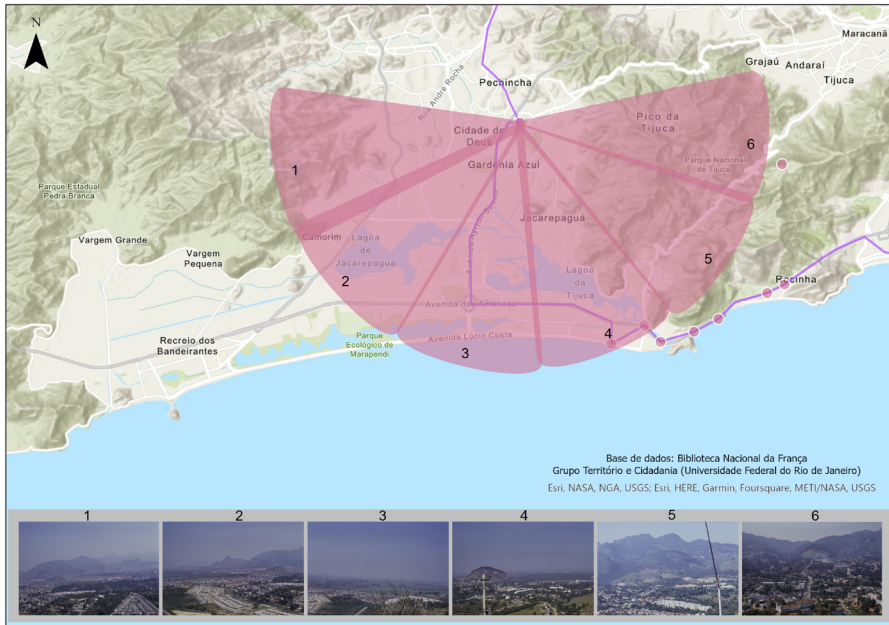 N
Maracanã
Grajaú
Andaraí
Tijuca
Pechincha
Rua André Rocha
Cidade de
Deus
Pico da
Tijuca
6
Gardênia Azul
Parque Nacional
de Tijuca
1
Parque Estadual
Pedra Branca
Jacarepaguá
Camorim
Lagoa
de
Jacarepaguá
Vargem Grande
Vargem
Pequena
5
2
Lagoa
da
Tijuca
Rocinha
Avenida das Américas
Avenida Lúcio Costa
4
Recreio dos
Bandeirantes
Parque
Ecológico de
Marapendi
3
Base de dados: Biblioteca Nacional da França
Grupo Território e Cidadania (Universidade Federal do Rio de Janeiro)
Esri, NASA, NGA, USGS; Esri, HERE, Garmin, Foursquare, METI/NASA, USGS
1 2 3 4 5 6